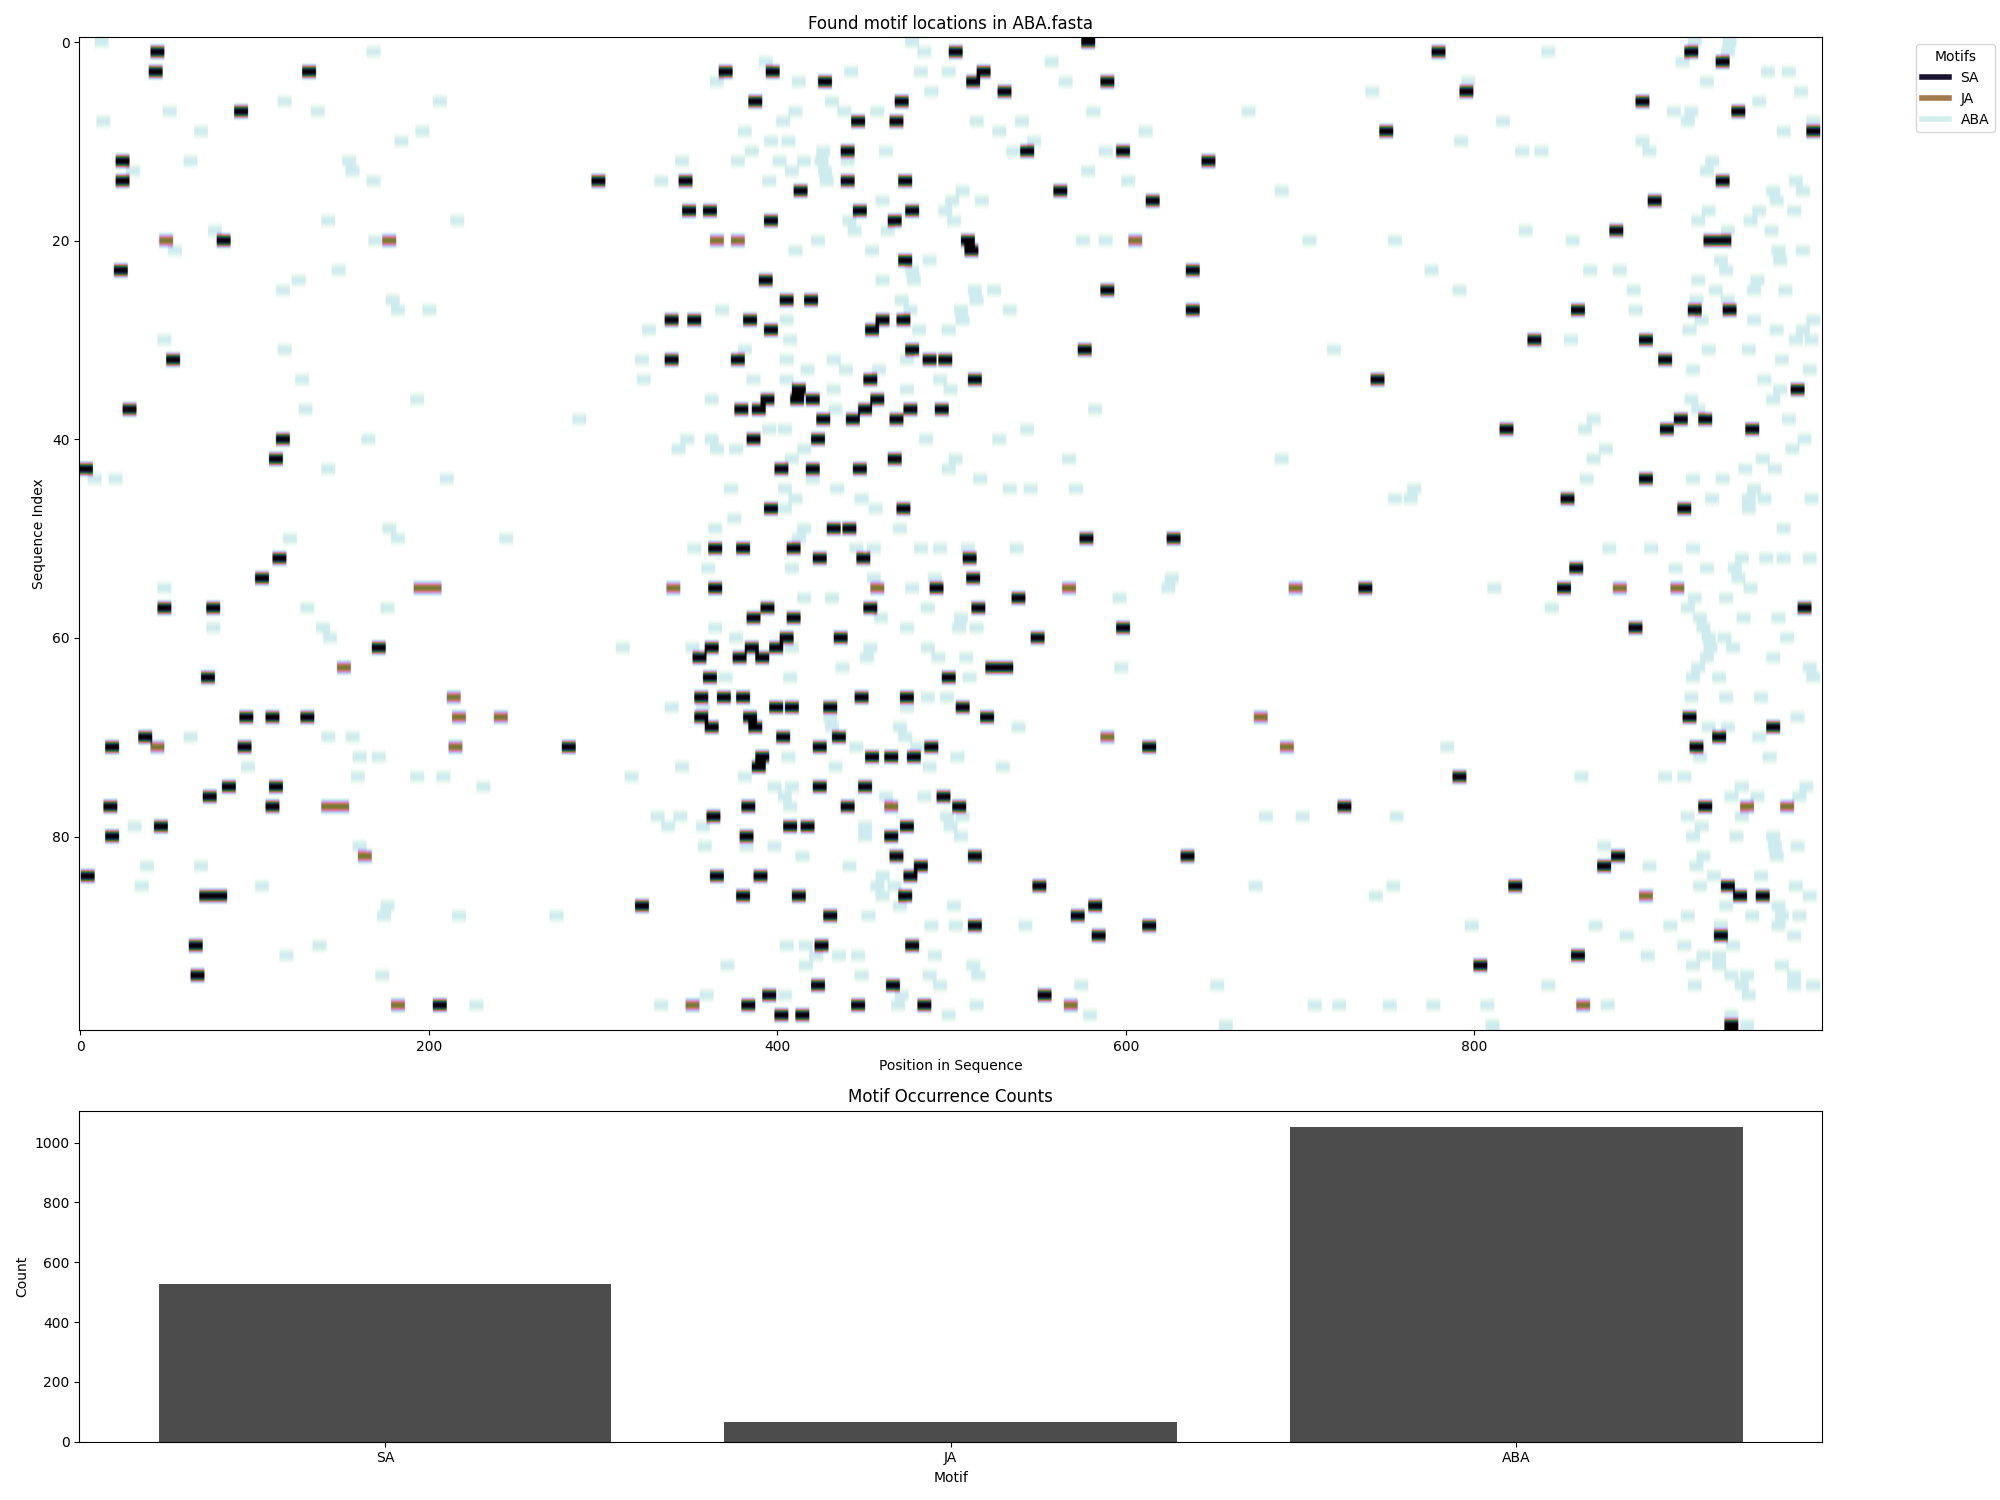 Found motif locations in ABA.fasta
Motifs
SA
JA
ABA
0
20
40
60
80
Sequence Index
0 200 400 600 800
Position in Sequence
Motif Occurrence Counts
1000
800
600
400
200
0
Count
SA JA ABA
Motif